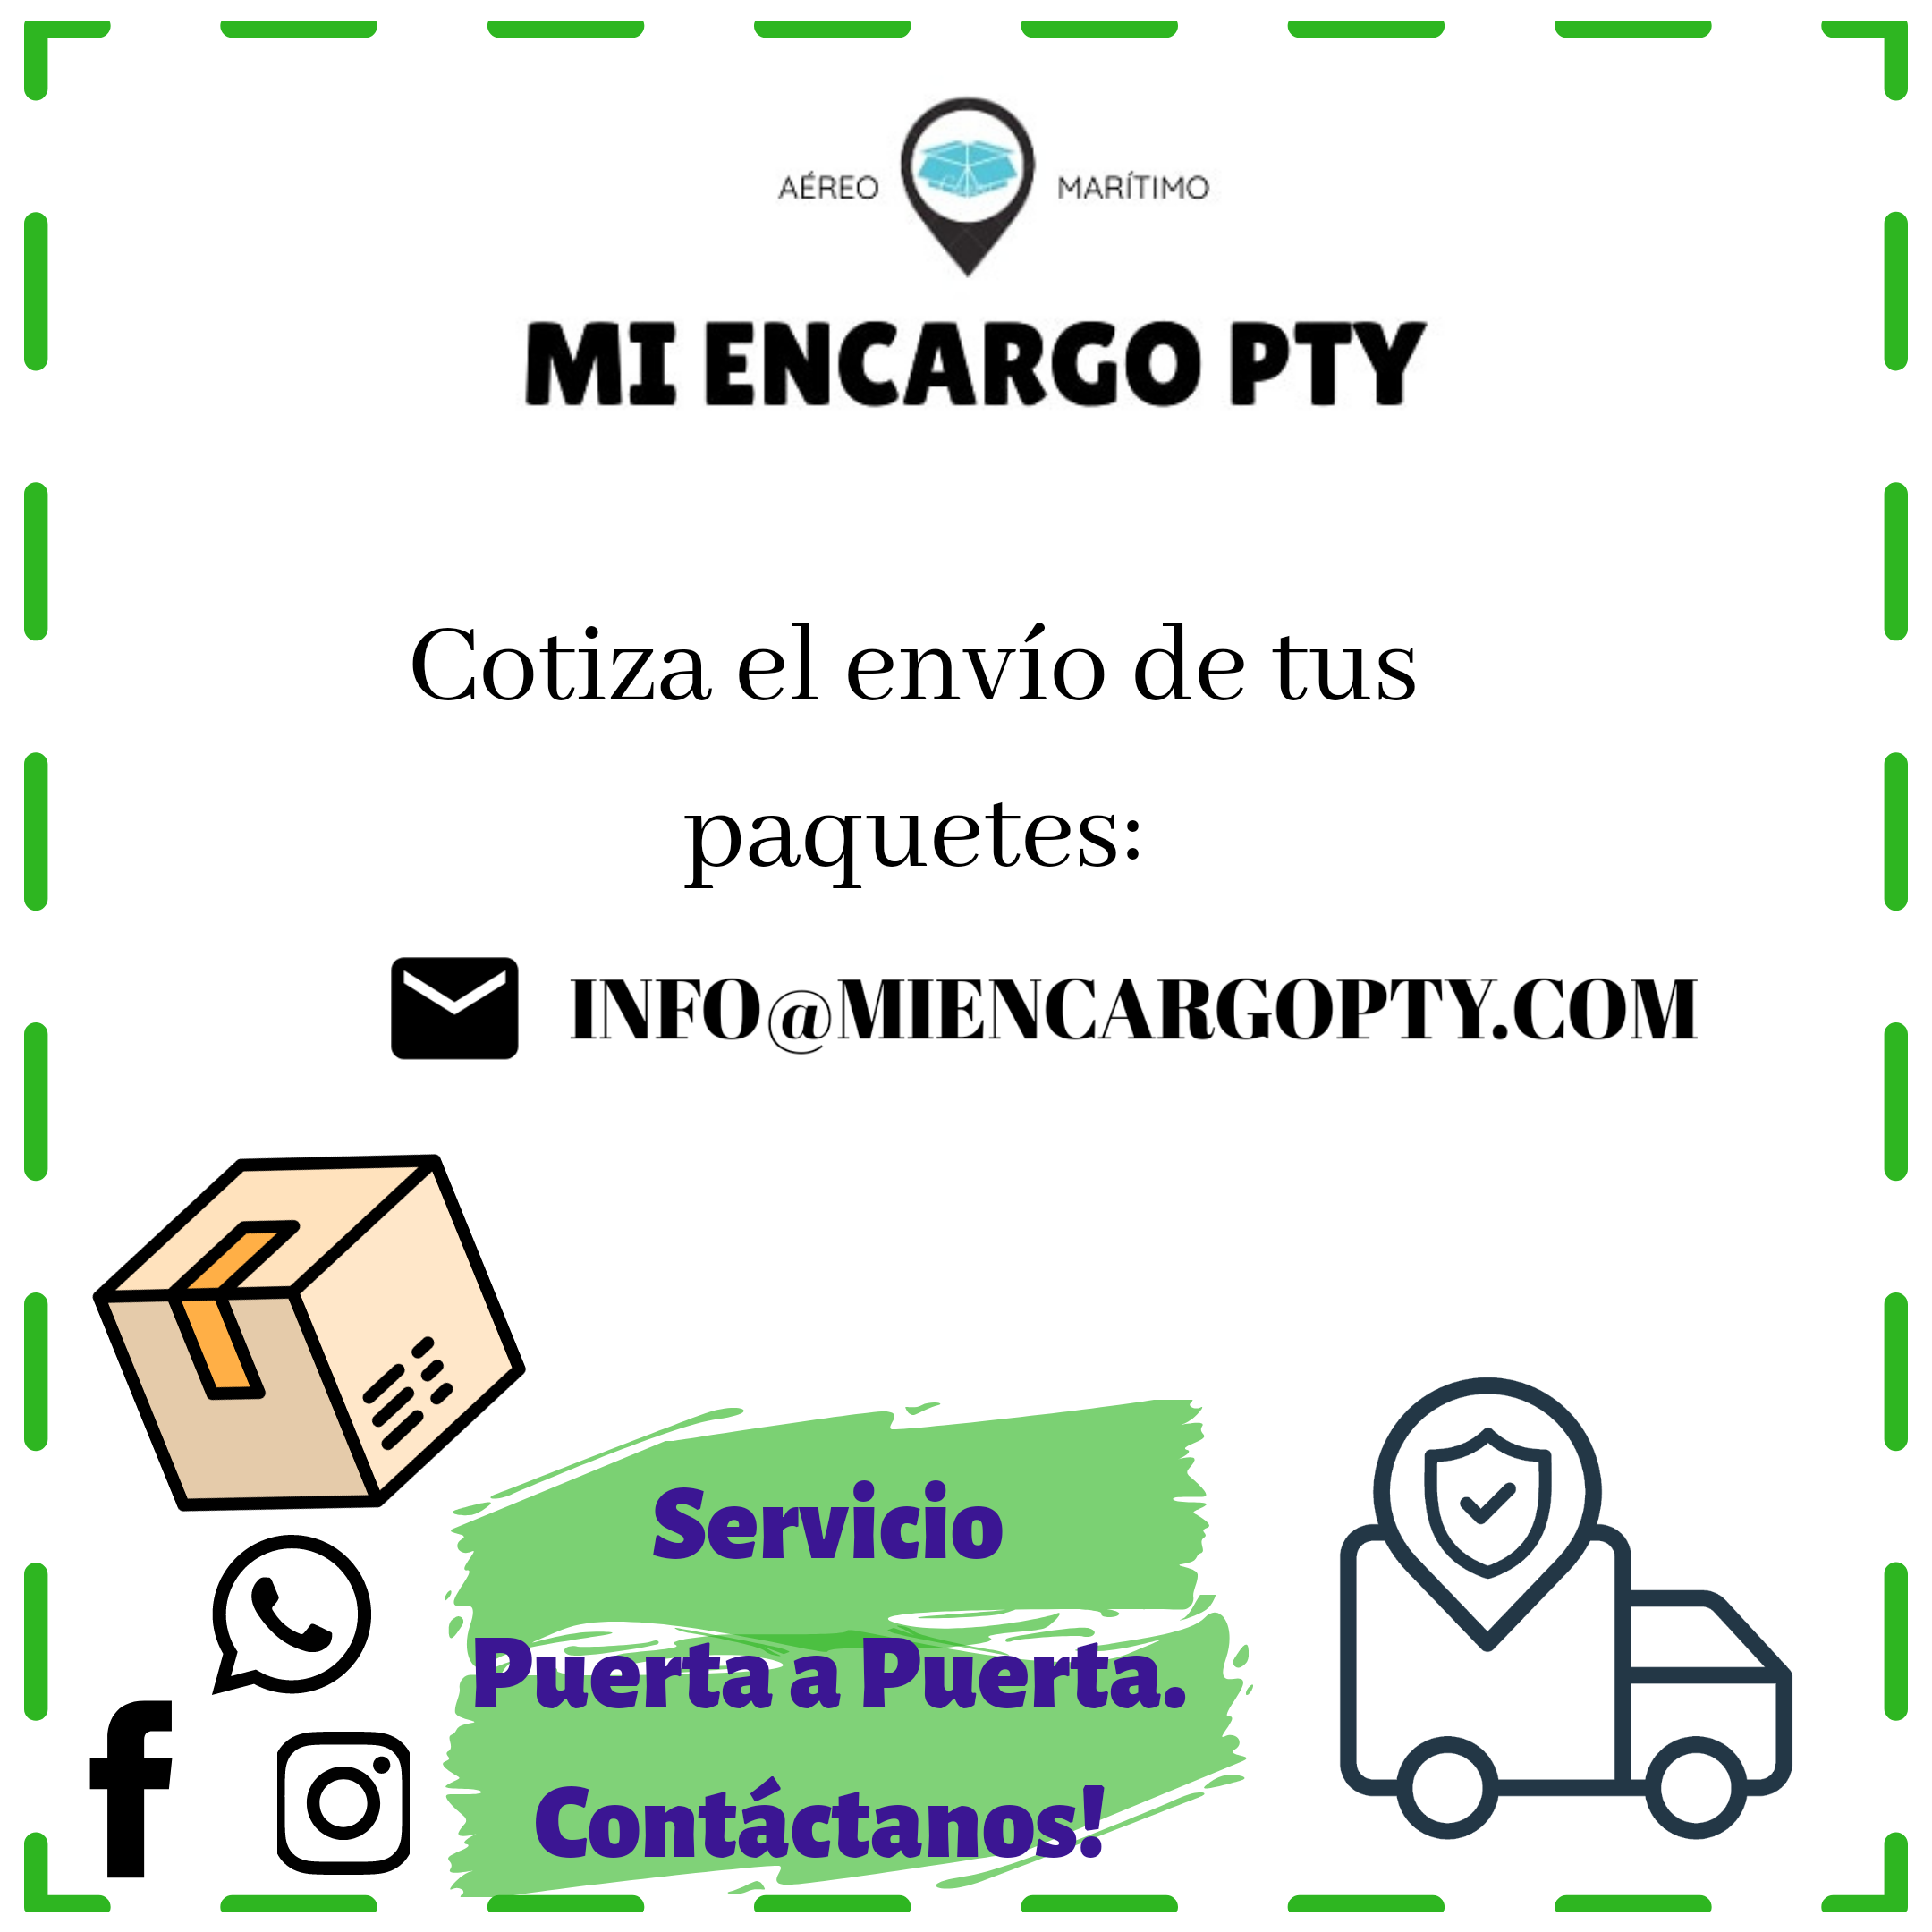 AÉREO MARÍTIMO
MI ENCARGO PTY
Cotiza el envío de tus
paquetes:
INFO@MIENCARGOPTY.COM
Servicio
Puerta a Puerta.
Contáctanos!